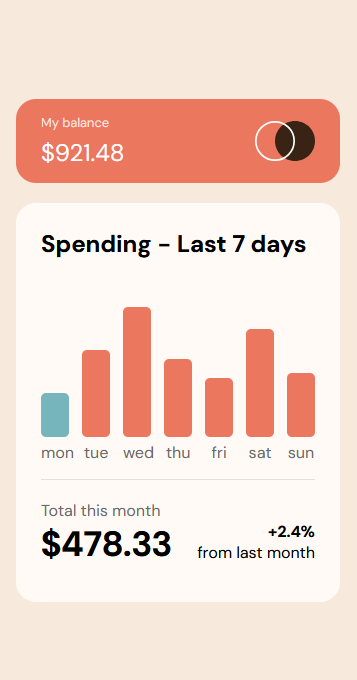 My balance
$921.48
Spending - Last 7 days
mon tue wed thu fri sat sun
Total this month
$478.33
+2.4%
from last month